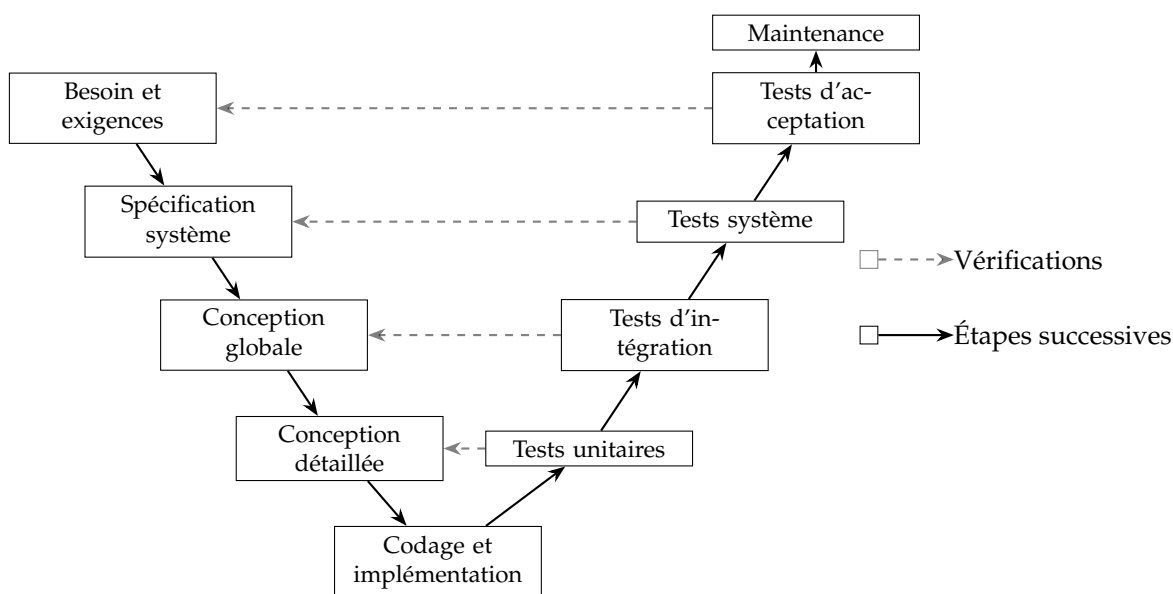 Maintenance
Besoin et
exigences
Tests d'ac-
ceptation
Spécification
système
Tests système
Vérifications
Conception
globale
Tests d'in-
tégration
Étapes successives
Conception
détaillée
Tests unitaires
Codage et
implémentation